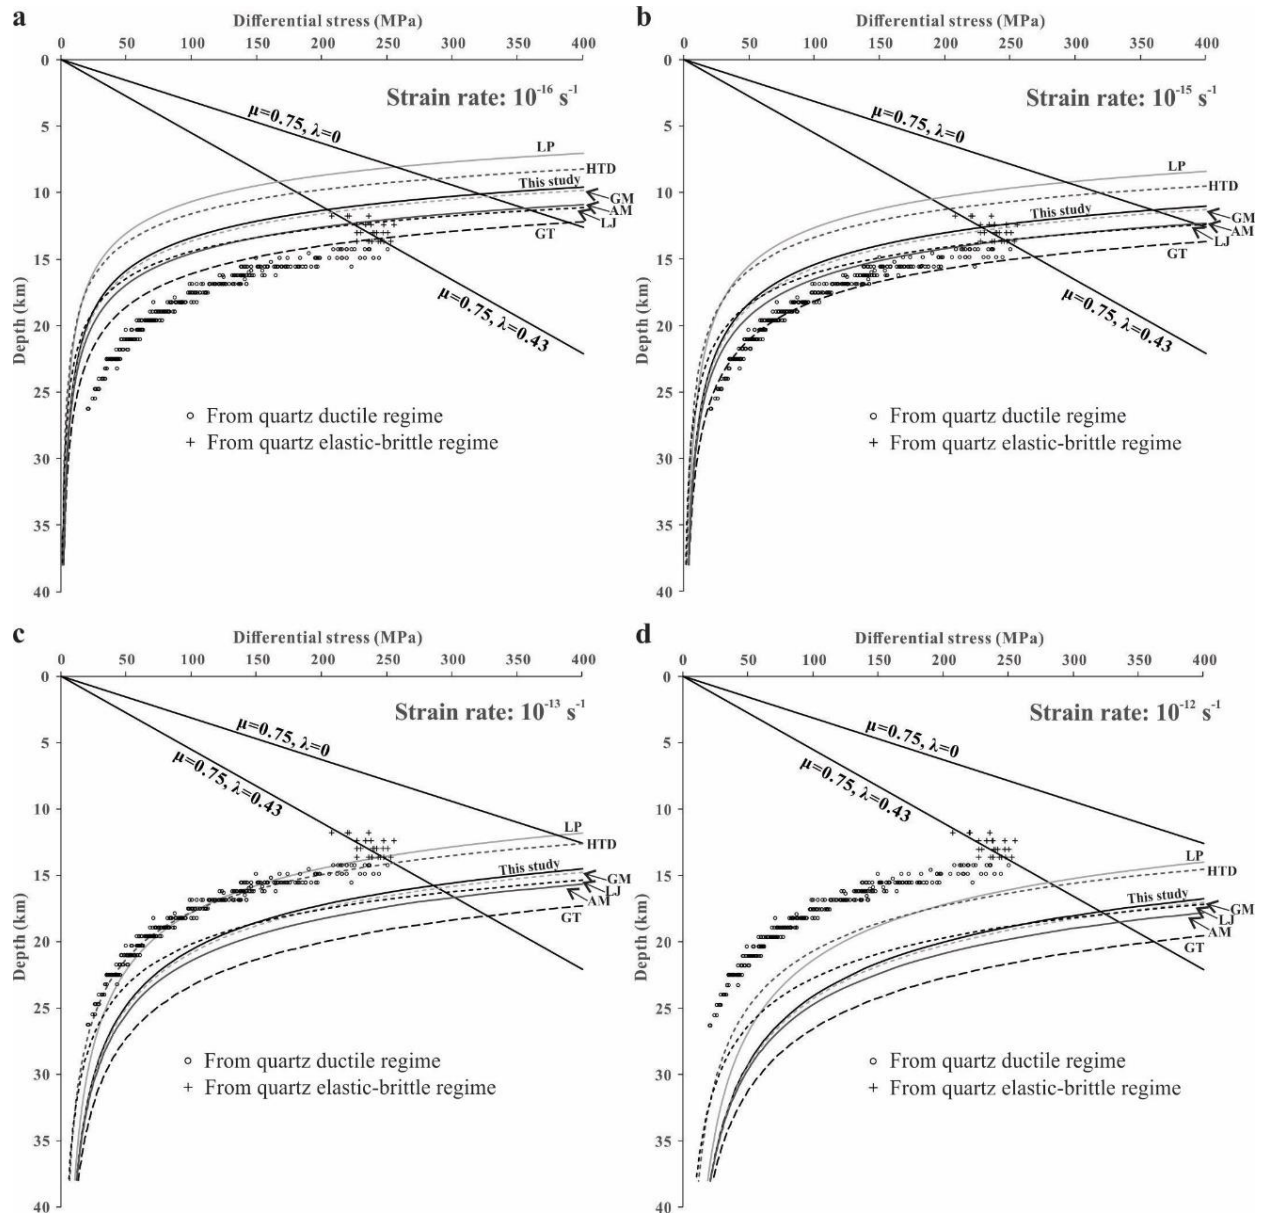 a
Differential stress (MPa)
0 50 100 150 200 250 300 350 400
0
5
10
15
20
25
30
35
40
Depth (km)
Strain rate: 10⁻¹⁶ s⁻¹
μ=0.75, λ=0
LP
HTD
This study
GM
AM
LJ
GT
μ=0.75, λ=0.43
From quartz ductile regime
From quartz elastic-brittle regime
b
Differential stress (MPa)
0 50 100 150 200 250 300 350 400
0
5
10
15
20
25
30
35
40
Depth (km)
Strain rate: 10⁻¹⁵ s⁻¹
μ=0.75, λ=0
LP
HTD
This study
GM
AM
LJ
GT
μ=0.75, λ=0.43
From quartz ductile regime
From quartz elastic-brittle regime
c
Differential stress (MPa)
0 50 100 150 200 250 300 350 400
0
5
10
15
20
25
30
35
40
Depth (km)
Strain rate: 10⁻¹³ s⁻¹
μ=0.75, λ=0
μ=0.75, λ=0.43
LP
HTD
This study
GM
LJ
AM
GT
From quartz ductile regime
From quartz elastic-brittle regime
d
Differential stress (MPa)
0 50 100 150 200 250 300 350 400
0
5
10
15
20
25
30
35
40
Depth (km)
Strain rate: 10⁻¹² s⁻¹
μ=0.75, λ=0
μ=0.75, λ=0.43
LP
HTD
This study
GM
LJ
AM
GT
From quartz ductile regime
From quartz elastic-brittle regime